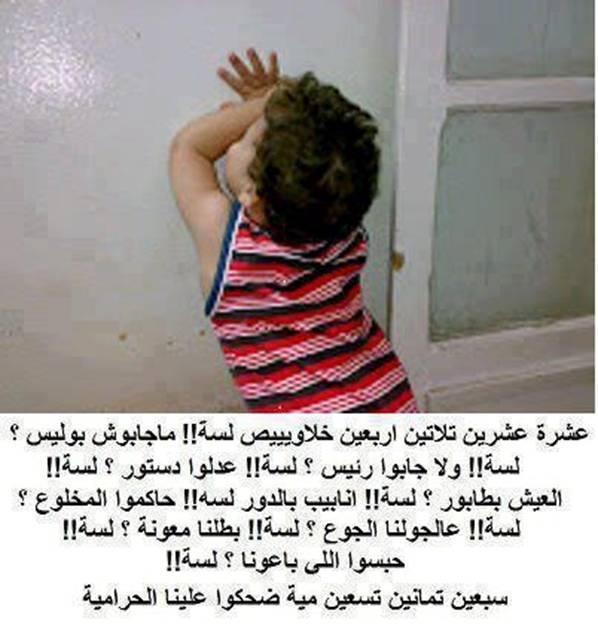 عشرة عشرين تلاتين اربعين خلاويييص لسة!! ماجابوش بوليس ؟
لسة!! ولا جابوا رئيس ؟ لسة!! عدلوا دستور ؟ لسة!!
العيش بطابور ؟ لسة!! انابيب بالدور لسه!! حاكموا المخلوع ؟
لسة!! عالجولنا الجوع ؟ لسة!! بطلنا معونة ؟ لسة!!
حبسوا اللى باعونا ؟ لسة!!
سبعين تمانين تسعين مية ضحكوا علينا الحرامية